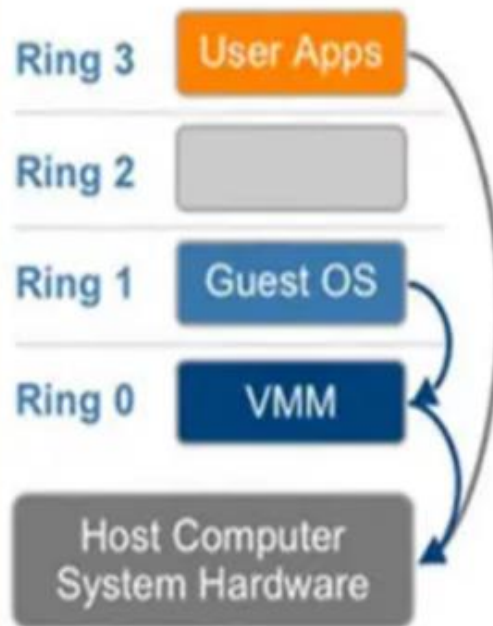 Ring 3 User Apps
Ring 2
Ring 1 Guest OS
Ring 0 VMM
Host Computer
System Hardware